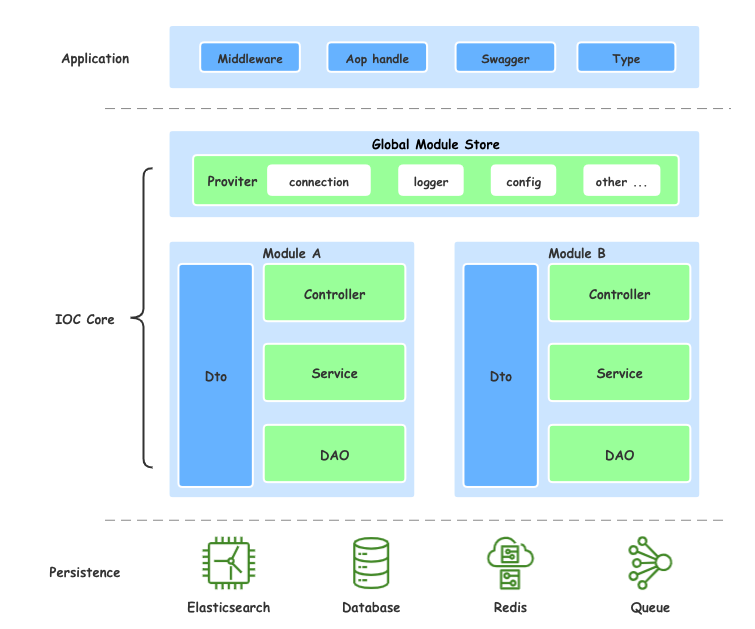 Application
Middleware
Aop handle
Swagger
Type
Global Module Store
Proviter
connection
logger
config
other ...
IOC Core
Module A
Dto
Controller
Service
DAO
Module B
Dto
Controller
Service
DAO
Persistence
Elasticsearch
Database
Redis
Queue